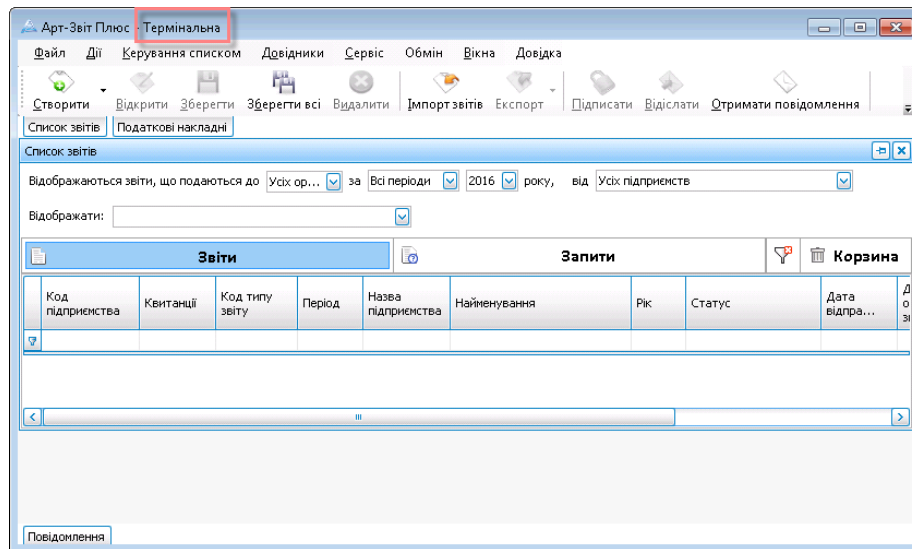 Арт-Звіт Плюс - Термінальна
Файл Дії Керування списком Довідники Сервіс Обмін Вікна Довідка
Створити Відкрити Зберегти Зберегти всі Видалити Імпорт звітів Експорт Підписати Відіслати Отримати повідомлення
Список звітів Податкові накладні
Список звітів
Відображаються звіти, що подаються до Усіх ор... за Всі періоди 2016 року, від Усіх підприємств
Відображати:
Звіти Запити Корзина
Код підприємства Квитанції Код типу звіту Період Назва підприємства Найменування Рік Статус Дата відпра...
Повідомлення